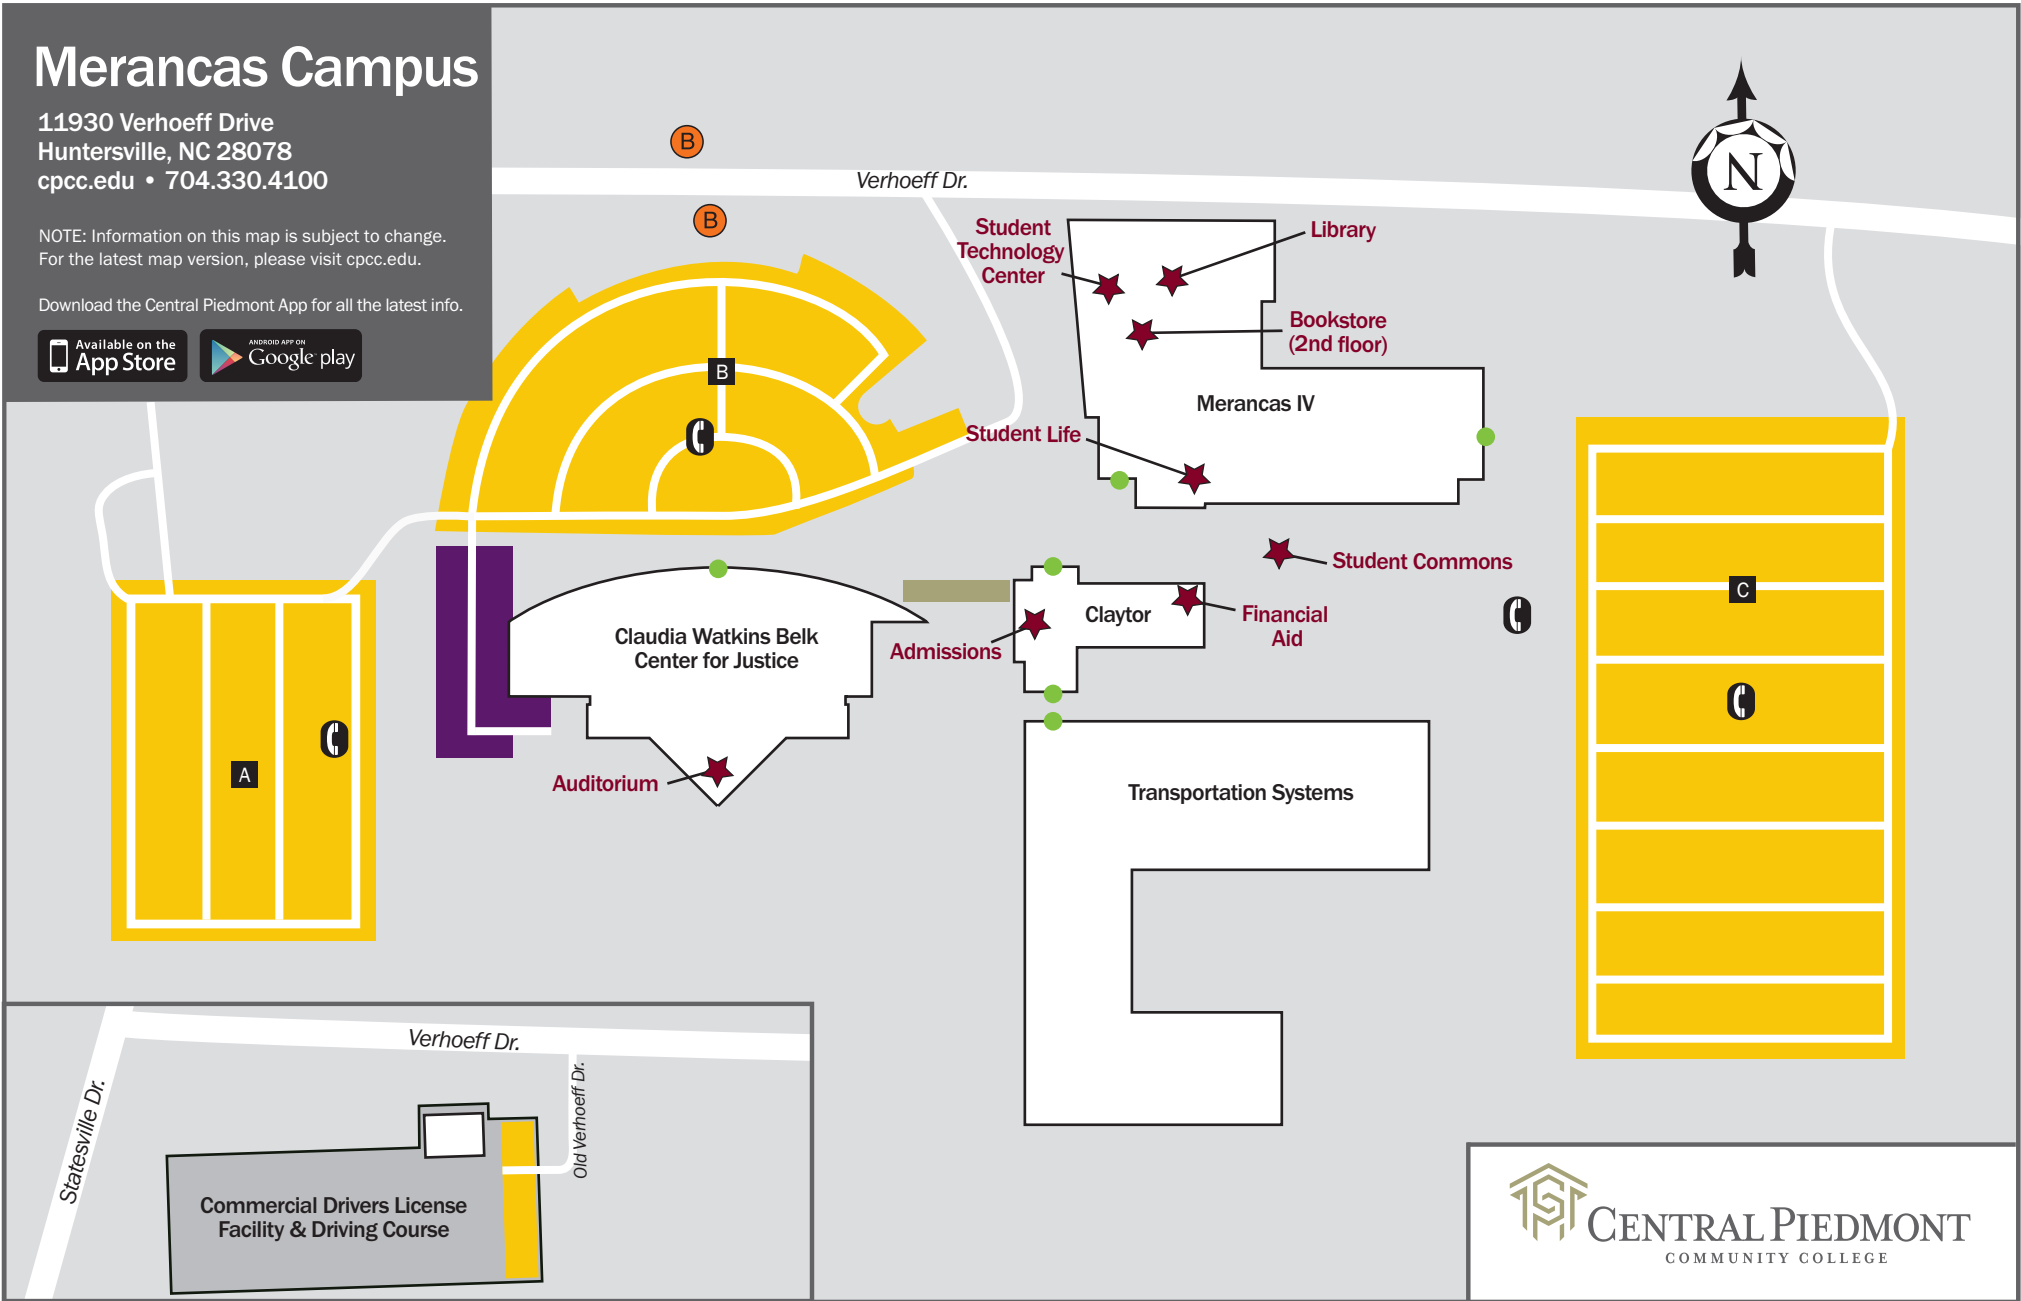 Merancas Campus
11930 Verhoeff Drive
Huntersville, NC 28078
cpcc.edu • 704.330.4100
NOTE: Information on this map is subject to change.
For the latest map version, please visit cpcc.edu.
Download the Central Piedmont App for all the latest info.
Available on the
App Store
ANDROID APP ON
Google play
B
Verhoeff Dr.
B
N
Student
Technology
Center
Library
Bookstore
(2nd floor)
B
Merancas IV
Student Life
Student Commons
C
Claudia Watkins Belk
Center for Justice
Claytor
Financial
Aid
Admissions
A
Auditorium
Transportation Systems
Verhoeff Dr.
Statesville Dr.
Old Verhoeff Dr.
Commercial Drivers License
Facility & Driving Course
CENTRAL PIEDMONT
COMMUNITY COLLEGE